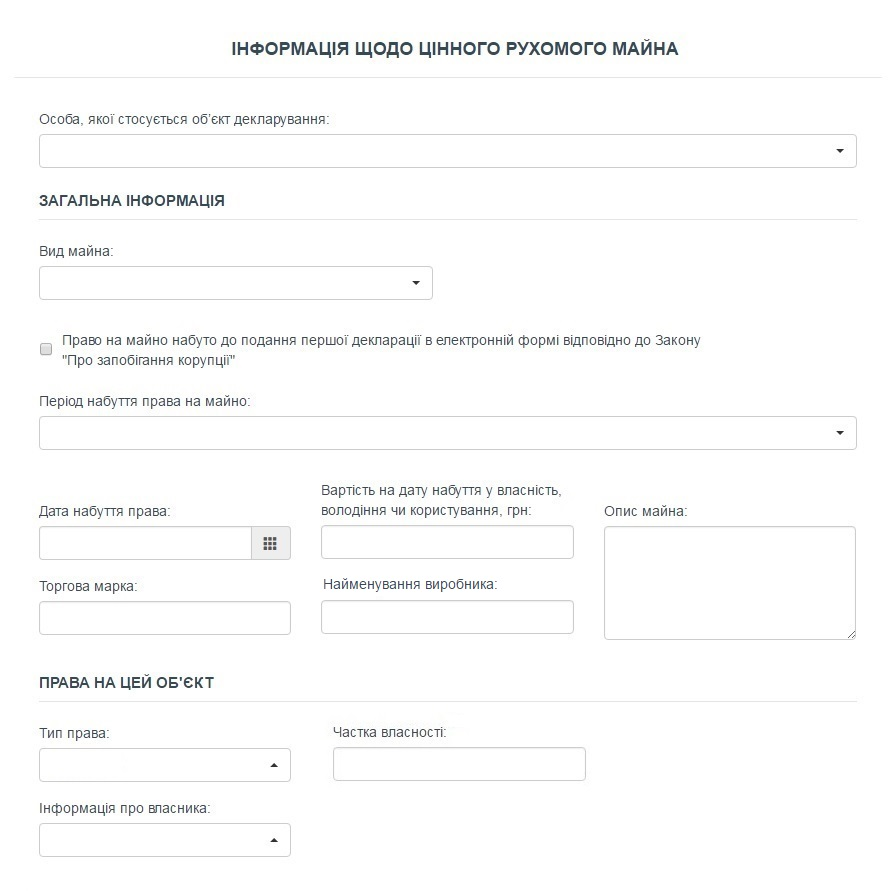 ІНФОРМАЦІЯ ЩОДО ЦІННОГО РУХОМОГО МАЙНА
Особа, якої стосується об'єкт декларування:
ЗАГАЛЬНА ІНФОРМАЦІЯ
Вид майна:
Право на майно набуто до подання першої декларації в електронній формі відповідно до Закону
"Про запобігання корупції"
Період набуття права на майно:
Дата набуття права:
Вартість на дату набуття у власність,
володіння чи користування, грн:
Опис майна:
Торгова марка:
Найменування виробника:
ПРАВА НА ЦЕЙ ОБ'ЄКТ
Тип права:
Частка власності:
Інформація про власника: